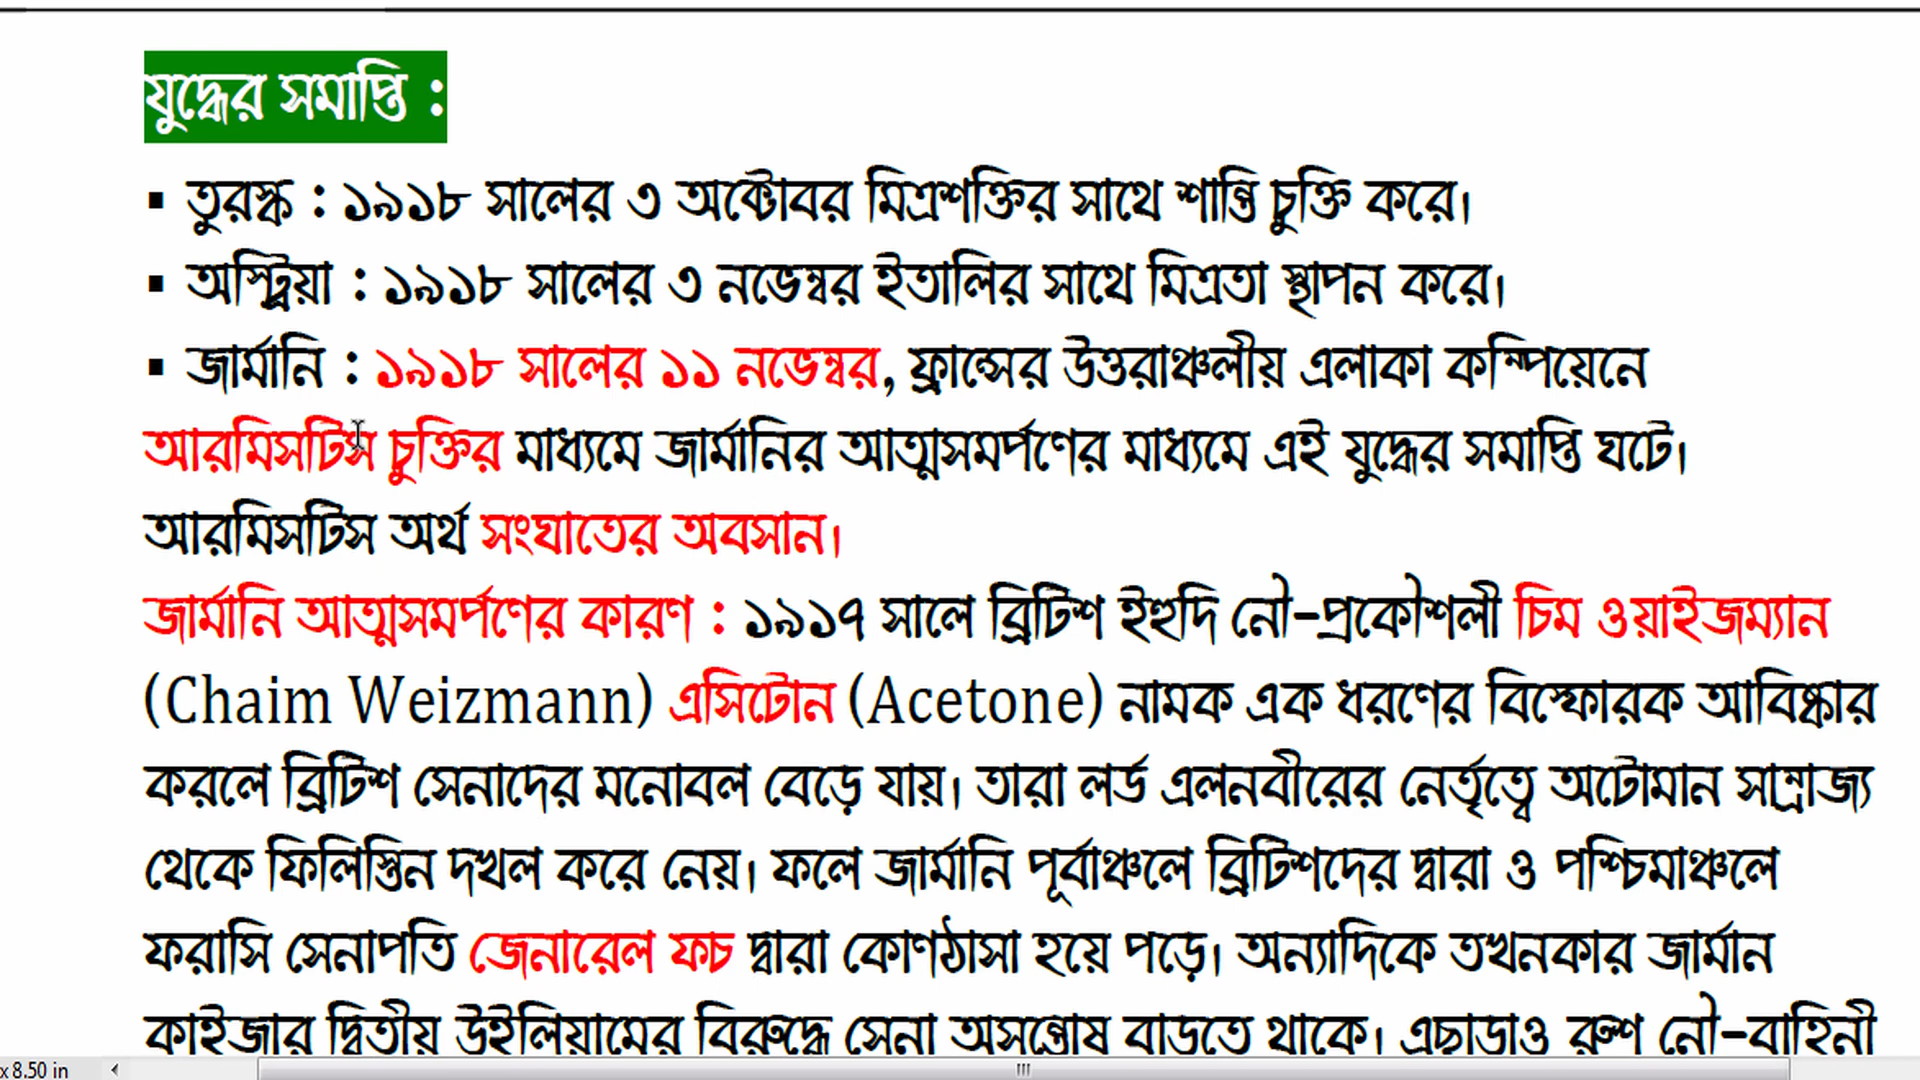 যুদ্ধের সমাপ্তি :
▪ তুরস্ক : ১৯১৮ সালের ৩ অক্টোবর মিত্রশক্তির সাথে শান্তি চুক্তি করে।
▪ অস্ট্রিয়া : ১৯১৮ সালের ৩ নভেম্বর ইতালির সাথে মিত্রতা স্থাপন করে।
▪ জার্মানি : ১৯১৮ সালের ১১ নভেম্বর, ফ্রান্সের উত্তরাঞ্চলীয় এলাকা কম্পিয়েনে
আরমিসটিস চুক্তির মাধ্যমে জার্মানির আত্মসমর্পণের মাধ্যমে এই যুদ্ধের সমাপ্তি ঘটে।
আরমিসটিস অর্থ সংঘাতের অবসান।
জার্মানি আত্মসমর্পণের কারণ : ১৯১৭ সালে ব্রিটিশ ইহুদি নৌ-প্রকৌশলী চিম ওয়াইজম্যান
(Chaim Weizmann) এসিটোন (Acetone) নামক এক ধরণের বিস্ফোরক আবিষ্কার
করলে ব্রিটিশ সেনাদের মনোবল বেড়ে যায়। তারা লর্ড এলনবীরের নের্তৃত্বে অটোমান সাম্রাজ্য
থেকে ফিলিস্তিন দখল করে নেয়। ফলে জার্মানি পূর্বাঞ্চলে ব্রিটিশদের দ্বারা ও পশ্চিমাঞ্চলে
ফরাসি সেনাপতি জেনারেল ফচ দ্বারা কোণঠাসা হয়ে পড়ে। অন্যাদিকে তখনকার জার্মান
কাইজার দ্বিতীয় উইলিয়ামের বিরুদ্ধে সেনা অসন্তোষ বাড়তে থাকে। এছাড়াও রুশ নৌ-বাহিনী
x 8.50 in